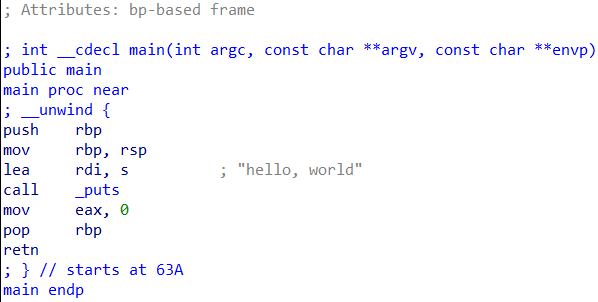 ; Attributes: bp-based frame
; int __cdecl main(int argc, const char **argv, const char **envp)
public main
main proc near
; __unwind {
push    rbp
mov     rbp, rsp
lea     rdi, s          ; "hello, world"
call    _puts
mov     eax, 0
pop     rbp
retn
; } // starts at 63A
main endp